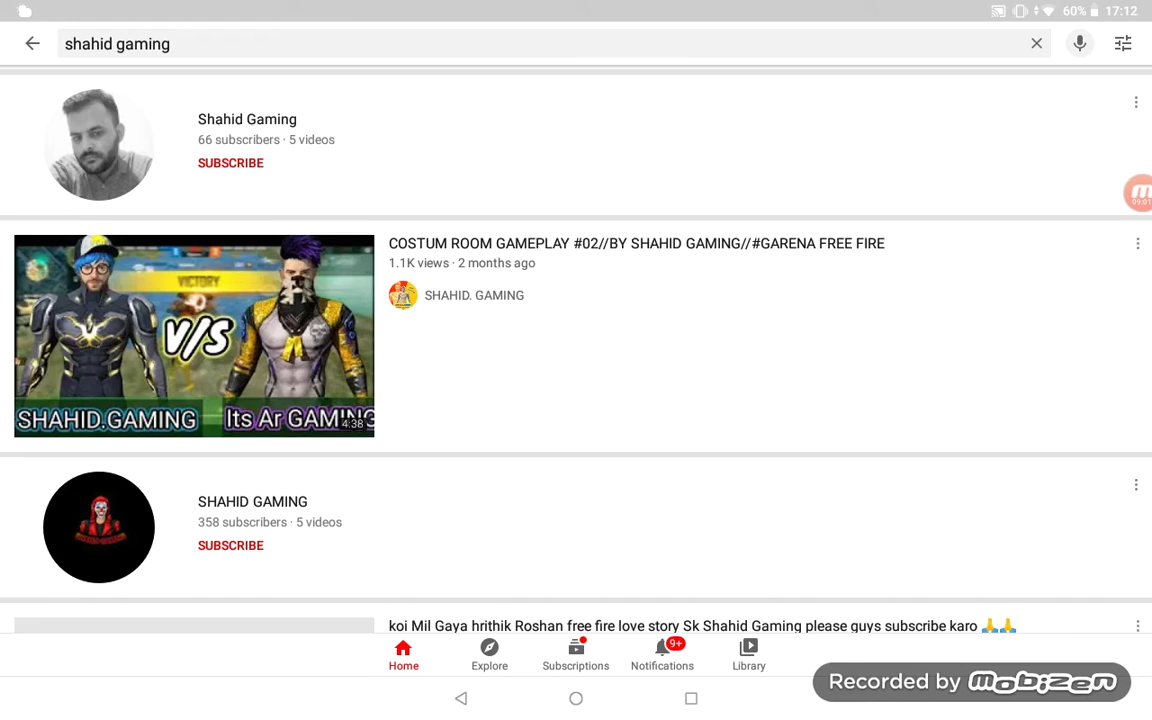 60% 17:12
shahid gaming
Shahid Gaming
66 subscribers · 5 videos
SUBSCRIBE
09:01
COSTUM ROOM GAMEPLAY #02//BY SHAHID GAMING//#GARENA FREE FIRE
1.1K views · 2 months ago
SHAHID. GAMING
VICTORY
V/S
SHAHID.GAMING
Its Ar GAMING
4:38
SHAHID GAMING
358 subscribers · 5 videos
SUBSCRIBE
koi Mil Gaya hrithik Roshan free fire love story Sk Shahid Gaming please guys subscribe karo 🙏🙏
9+
Home Explore Subscriptions Notifications Library
Recorded by mobizen